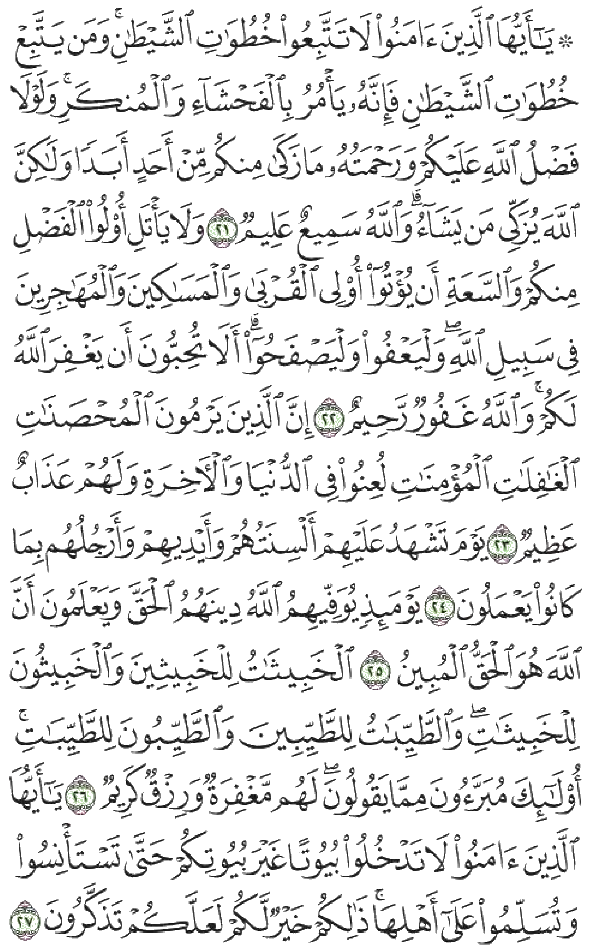 ۞ يَٰٓأَيُّهَا ٱلَّذِينَ ءَامَنُوا۟ لَا تَتَّبِعُوا۟ خُطُوَٰتِ ٱلشَّيْطَٰنِۚ وَمَن يَتَّبِعْ
خُطُوَٰتِ ٱلشَّيْطَٰنِ فَإِنَّهُۥ يَأْمُرُ بِٱلْفَحْشَآءِ وَٱلْمُنكَرِۚ وَلَوْلَا
فَضْلُ ٱللَّهِ عَلَيْكُمْ وَرَحْمَتُهُۥ مَا زَكَىٰ مِنكُم مِّنْ أَحَدٍ أَبَدًا وَلَٰكِنَّ
ٱللَّهَ يُزَكِّى مَن يَشَآءُۗ وَٱللَّهُ سَمِيعٌ عَلِيمٌ ٢١ وَلَا يَأْتَلِ أُو۟لُوا۟ ٱلْفَضْلِ
مِنكُمْ وَٱلسَّعَةِ أَن يُؤْتُوٓا۟ أُو۟لِى ٱلْقُرْبَىٰ وَٱلْمَسَٰكِينَ وَٱلْمُهَٰجِرِينَ
فِى سَبِيلِ ٱللَّهِۖ وَلْيَعْفُوا۟ وَلْيَصْفَحُوٓا۟ۗ أَلَا تُحِبُّونَ أَن يَغْفِرَ ٱللَّهُ
لَكُمْۚ وَٱللَّهُ غَفُورٌ رَّحِيمٌ ٢٢ إِنَّ ٱلَّذِينَ يَرْمُونَ ٱلْمُحْصَنَٰتِ
ٱلْغَٰفِلَٰتِ ٱلْمُؤْمِنَٰتِ لُعِنُوا۟ فِى ٱلدُّنْيَا وَٱلْءَاخِرَةِ وَلَهُمْ عَذَابٌ
عَظِيمٌ ٢٣ يَوْمَ تَشْهَدُ عَلَيْهِمْ أَلْسِنَتُهُمْ وَأَيْدِيهِمْ وَأَرْجُلُهُم بِمَا
كَانُوا۟ يَعْمَلُونَ ٢٤ يَوْمَئِذٍ يُوَفِّيهِمُ ٱللَّهُ دِينَهُمُ ٱلْحَقَّ وَيَعْلَمُونَ أَنَّ
ٱللَّهَ هُوَ ٱلْحَقُّ ٱلْمُبِينُ ٢٥ ٱلْخَبِيثَٰتُ لِلْخَبِيثِينَ وَٱلْخَبِيثُونَ
لِلْخَبِيثَٰتِۖ وَٱلطَّيِّبَٰتُ لِلطَّيِّبِينَ وَٱلطَّيِّبُونَ لِلطَّيِّبَٰتِۚ
أُو۟لَٰٓئِكَ مُبَرَّءُونَ مِمَّا يَقُولُونَۖ لَهُم مَّغْفِرَةٌ وَرِزْقٌ كَرِيمٌ ٢٦ يَٰٓأَيُّهَا
ٱلَّذِينَ ءَامَنُوا۟ لَا تَدْخُلُوا۟ بُيُوتًا غَيْرَ بُيُوتِكُمْ حَتَّىٰ تَسْتَأْنِسُوا۟
وَتُسَلِّمُوا۟ عَلَىٰٓ أَهْلِهَاۚ ذَٰلِكُمْ خَيْرٌ لَّكُمْ لَعَلَّكُمْ تَذَكَّرُونَ ٢٧